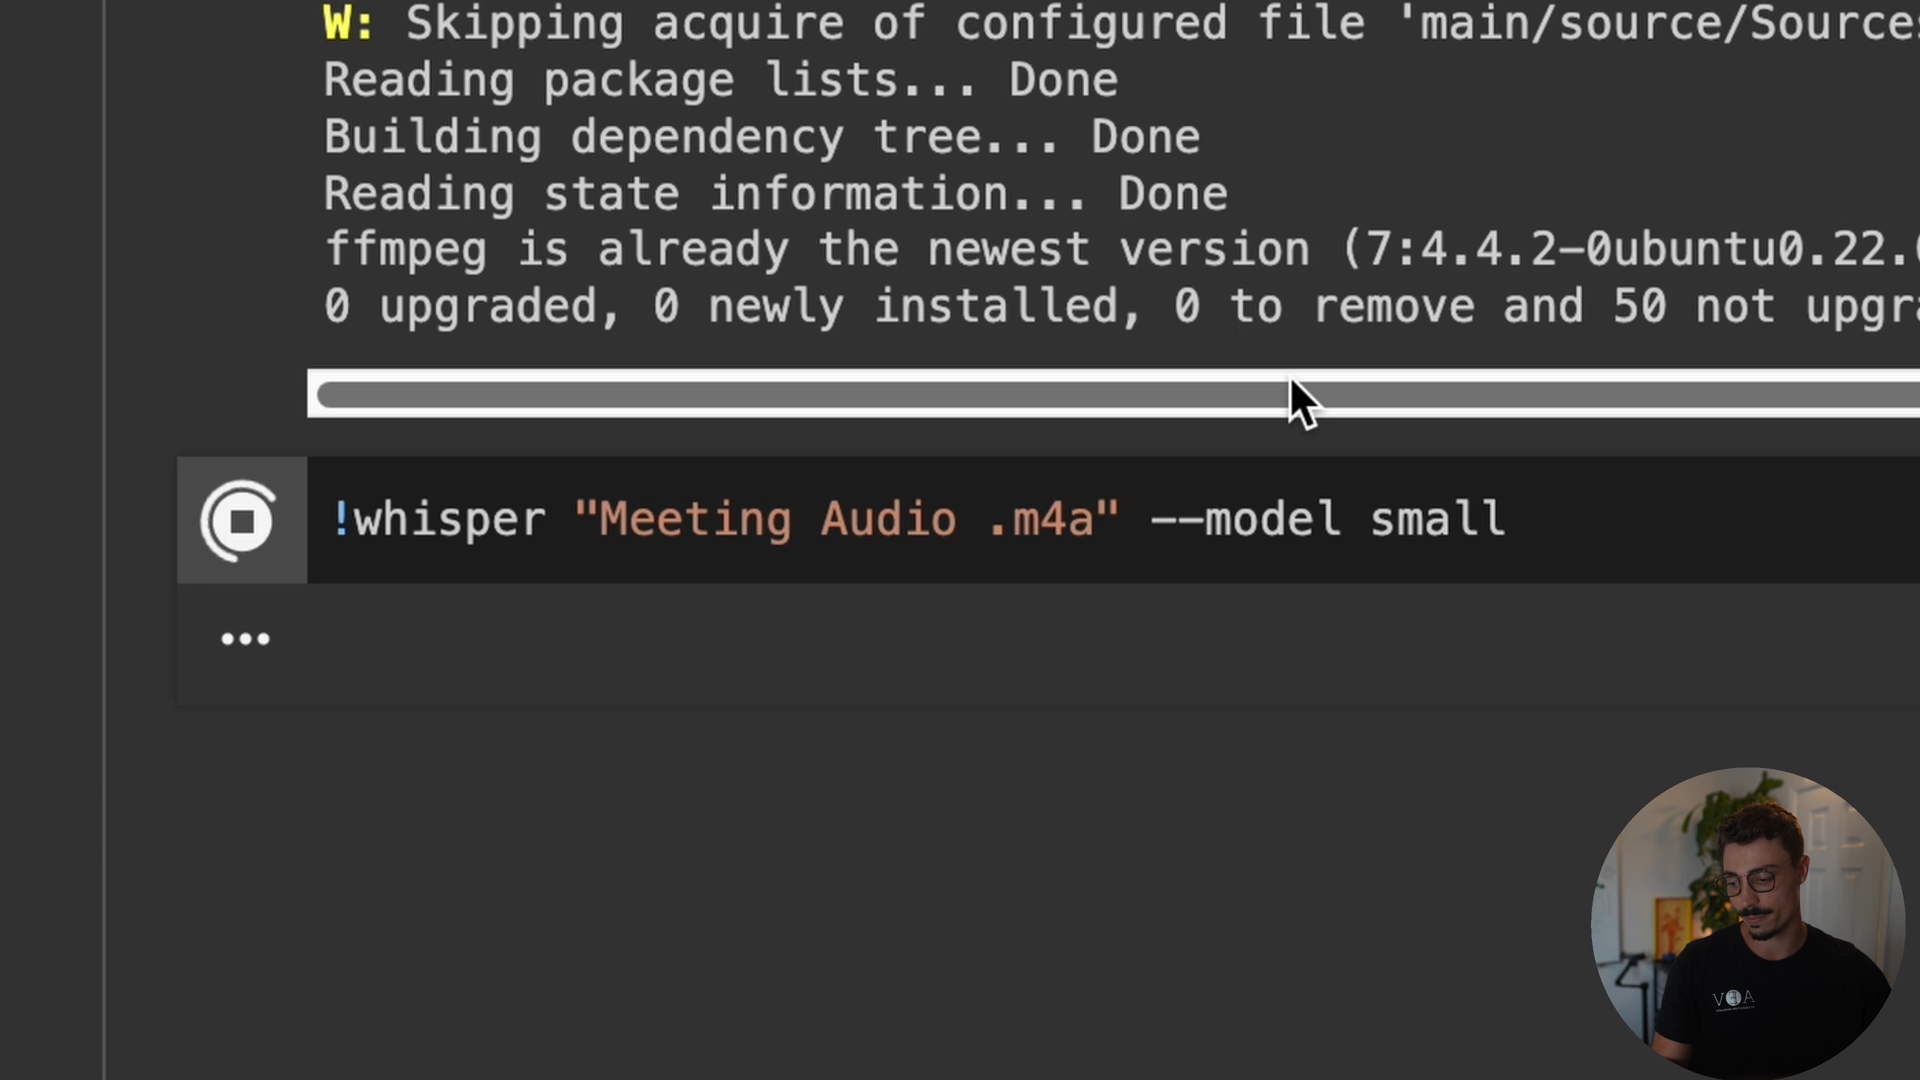 W: Skipping acquire of configured file 'main/source/Sources
Reading package lists... Done
Building dependency tree... Done
Reading state information... Done
ffmpeg is already the newest version (7:4.4.2-0ubuntu0.22.
0 upgraded, 0 newly installed, 0 to remove and 50 not upgra
!whisper "Meeting Audio .m4a" --model small